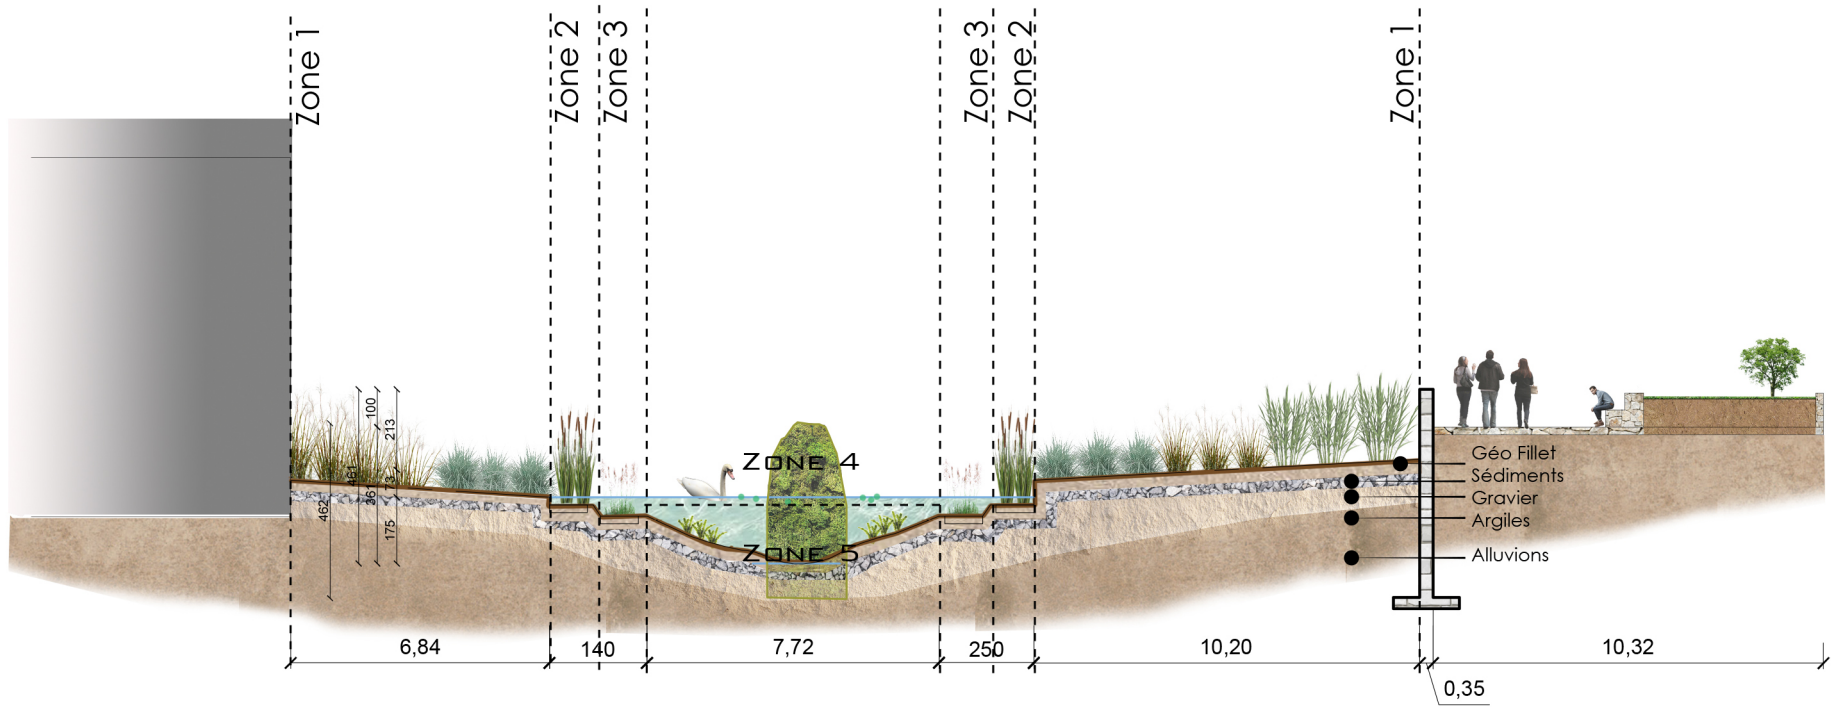 Zone 1
Zone 2
Zone 3
Zone 3
Zone 2
Zone 1
100
213
461
361
73
462
175
Zone 4
Zone 5
Géo Fillet
Sédiments
Gravier
Argiles
Alluvions
6,84
140
7,72
250
10,20
10,32
0,35